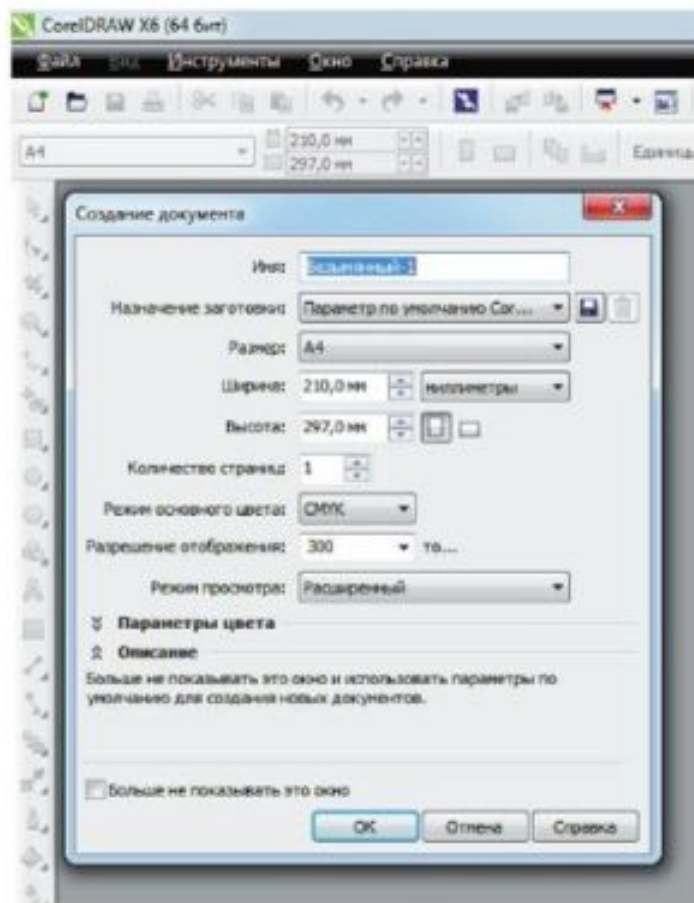 CorelDRAW X6 (64 бит)
Файл Вид Инструменты Окно Справка
A4 210,0 мм
297,0 мм
Единицы
Создание документа
Имя: Безымянный-1
Назначение заготовки: Параметр по умолчанию Cor...
Размер: A4
Ширина: 210,0 мм миллиметры
Высота: 297,0 мм
Количество страниц: 1
Режим основного цвета: CMYK
Разрешение отображения: 300 то...
Режим просмотра: Расширенный
Параметры цвета
Описание
Больше не показывать это окно и использовать параметры по
умолчанию для создания новых документов.
Больше не показывать это окно
OK Отмена Справка